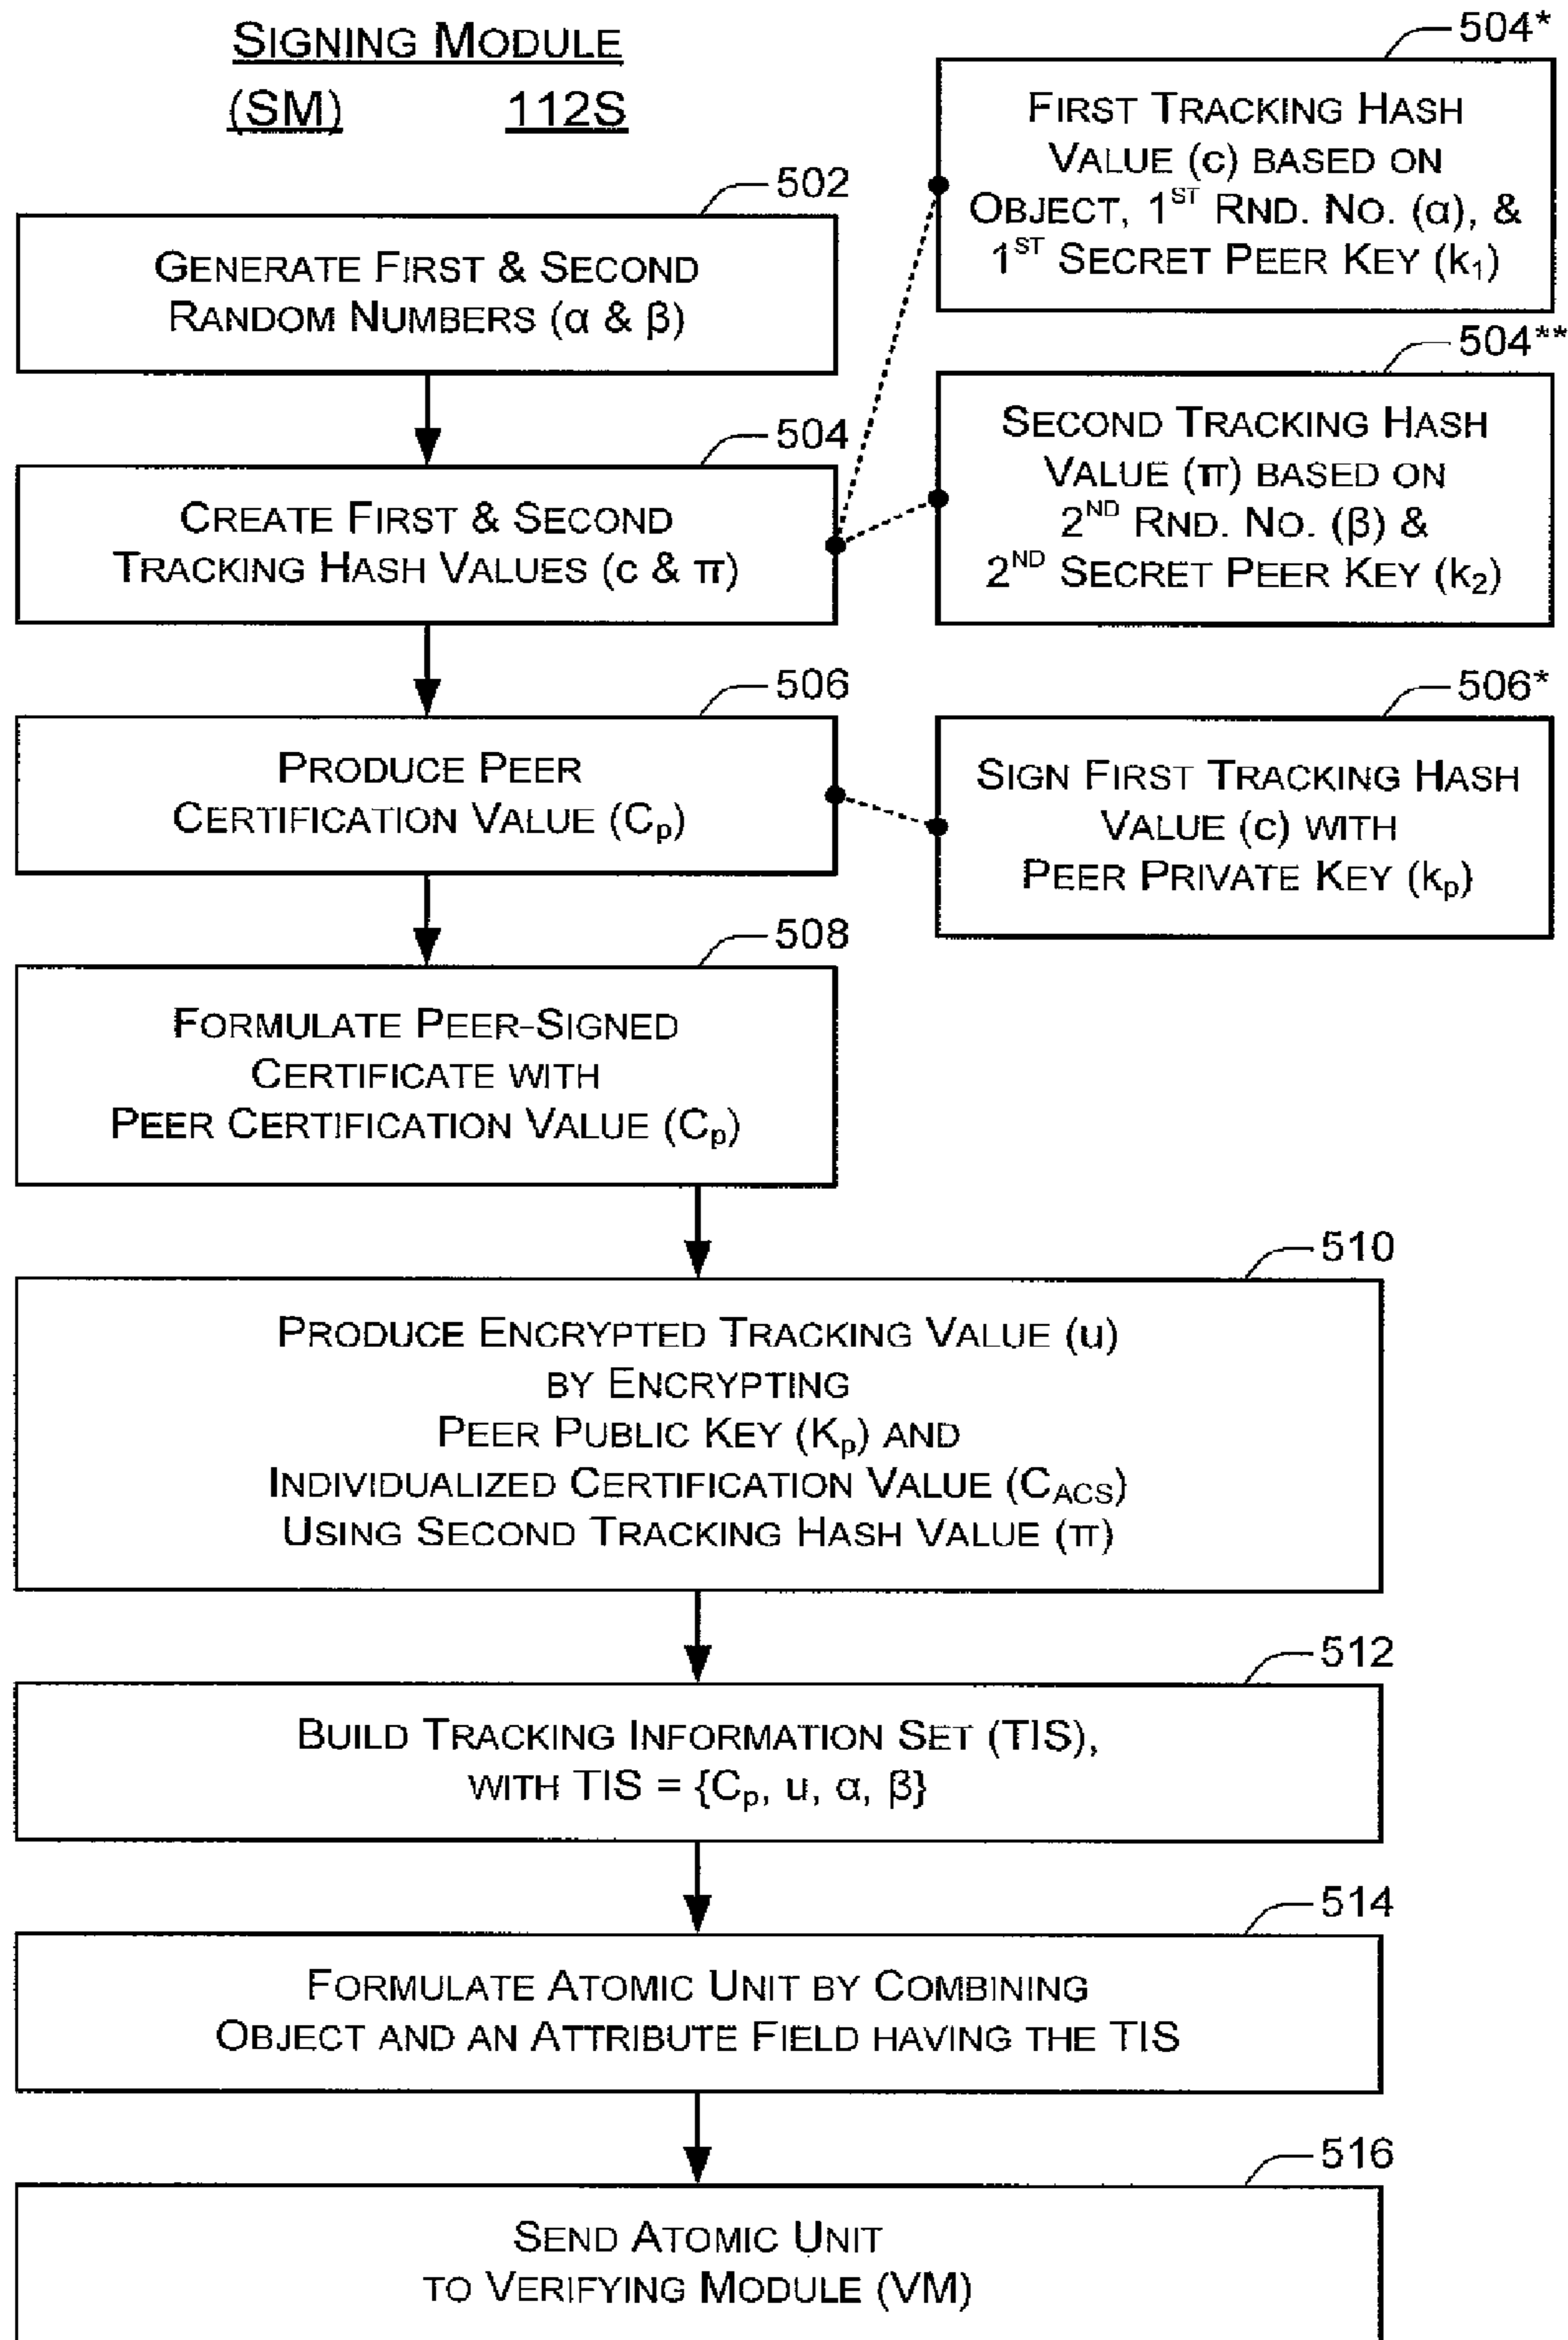 SIGNING MODULE
(SM) 112S
502
GENERATE FIRST & SECOND
RANDOM NUMBERS (α & β)
504
CREATE FIRST & SECOND
TRACKING HASH VALUES (c & π)
504*
FIRST TRACKING HASH
VALUE (c) BASED ON
OBJECT, 1ST RND. NO. (α), &
1ST SECRET PEER KEY (k1)
504**
SECOND TRACKING HASH
VALUE (π) BASED ON
2ND RND. NO. (β) &
2ND SECRET PEER KEY (k2)
506
PRODUCE PEER
CERTIFICATION VALUE (Cp)
506*
SIGN FIRST TRACKING HASH
VALUE (c) WITH
PEER PRIVATE KEY (kp)
508
FORMULATE PEER-SIGNED
CERTIFICATE WITH
PEER CERTIFICATION VALUE (Cp)
510
PRODUCE ENCRYPTED TRACKING VALUE (u)
BY ENCRYPTING
PEER PUBLIC KEY (Kp) AND
INDIVIDUALIZED CERTIFICATION VALUE (CACS)
USING SECOND TRACKING HASH VALUE (π)
512
BUILD TRACKING INFORMATION SET (TIS),
WITH TIS = {Cp, u, α, β}
514
FORMULATE ATOMIC UNIT BY COMBINING
OBJECT AND AN ATTRIBUTE FIELD HAVING THE TIS
516
SEND ATOMIC UNIT
TO VERIFYING MODULE (VM)